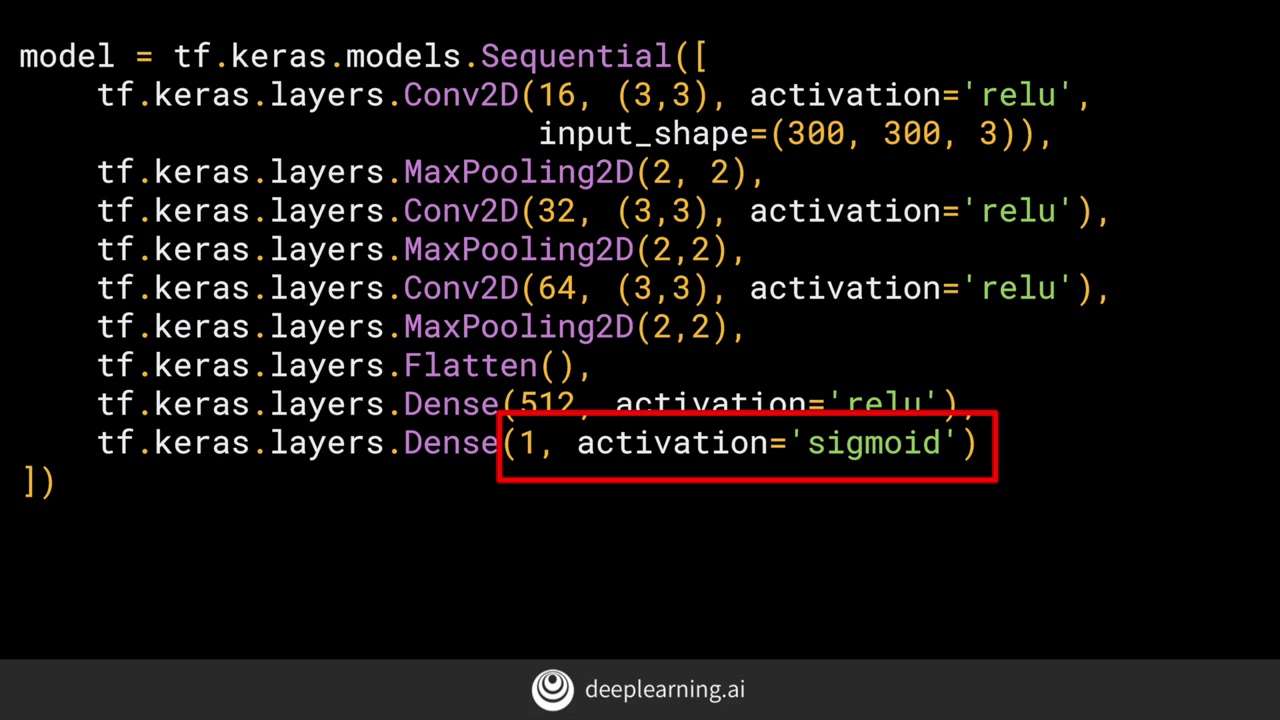 model = tf.keras.models.Sequential([
    tf.keras.layers.Conv2D(16, (3,3), activation='relu',
                           input_shape=(300, 300, 3)),
    tf.keras.layers.MaxPooling2D(2, 2),
    tf.keras.layers.Conv2D(32, (3,3), activation='relu'),
    tf.keras.layers.MaxPooling2D(2,2),
    tf.keras.layers.Conv2D(64, (3,3), activation='relu'),
    tf.keras.layers.MaxPooling2D(2,2),
    tf.keras.layers.Flatten(),
    tf.keras.layers.Dense(512, activation='relu'),
    tf.keras.layers.Dense(1, activation='sigmoid')
])
deeplearning.ai